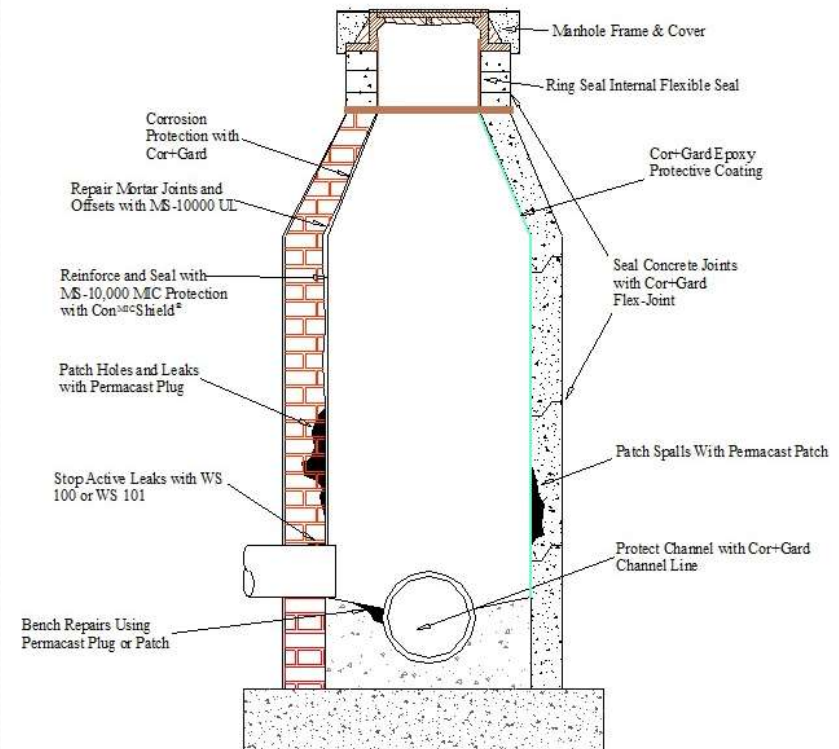 Manhole Frame & Cover
Ring Seal Internal Flexible Seal
Corrosion
Protection with
Cor+Gard
Cor+Gard Epoxy
Protective Coating
Repair Mortar Joints and
Offsets with MS-10000 UL
Seal Concrete Joints
with Cor+Gard
Flex-Joint
Reinforce and Seal with
MS-10,000 MIC Protection
with ConMICShield®
Patch Holes and Leaks
with Permacast Plug
Patch Spalls With Permacast Patch
Stop Active Leaks with WS
100 or WS 101
Protect Channel with Cor+Gard
Channel Line
Bench Repairs Using
Permacast Plug or Patch